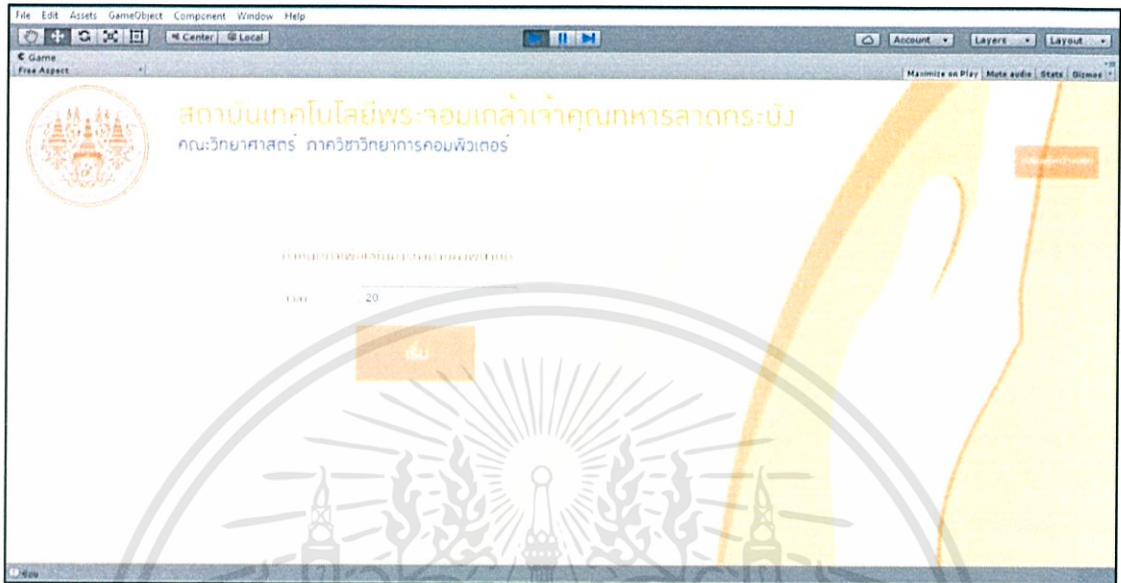 File Edit Assets GameObject Component Window Help
Center Local Account Layers Layout
Game
Free Aspect Maximize on Play Mute audio Stats Gizmos
สถาบันเทคโนโลยีพระจอมเกล้าเจ้าคุณทหารลาดกระบัง
คณะวิทยาศาสตร์ ภาควิชาวิทยาการคอมพิวเตอร์
เวลา 20
เริ่ม